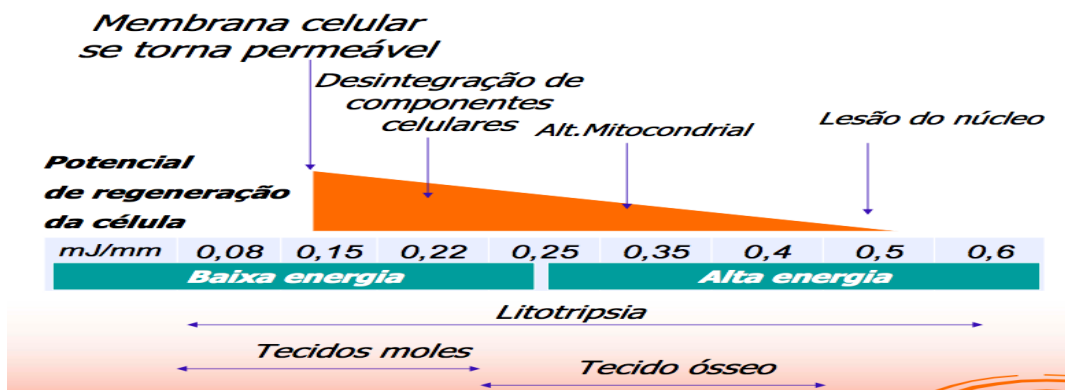 Membrana celular
se torna permeável
Desintegração de
componentes
celulares
Alt.Mitocondrial
Lesão do núcleo
Potencial
de regeneração
da célula
mJ/mm 0,08 0,15 0,22 0,25 0,35 0,4 0,5 0,6
Baixa energia Alta energia
Litotripsia
Tecidos moles
Tecido ósseo